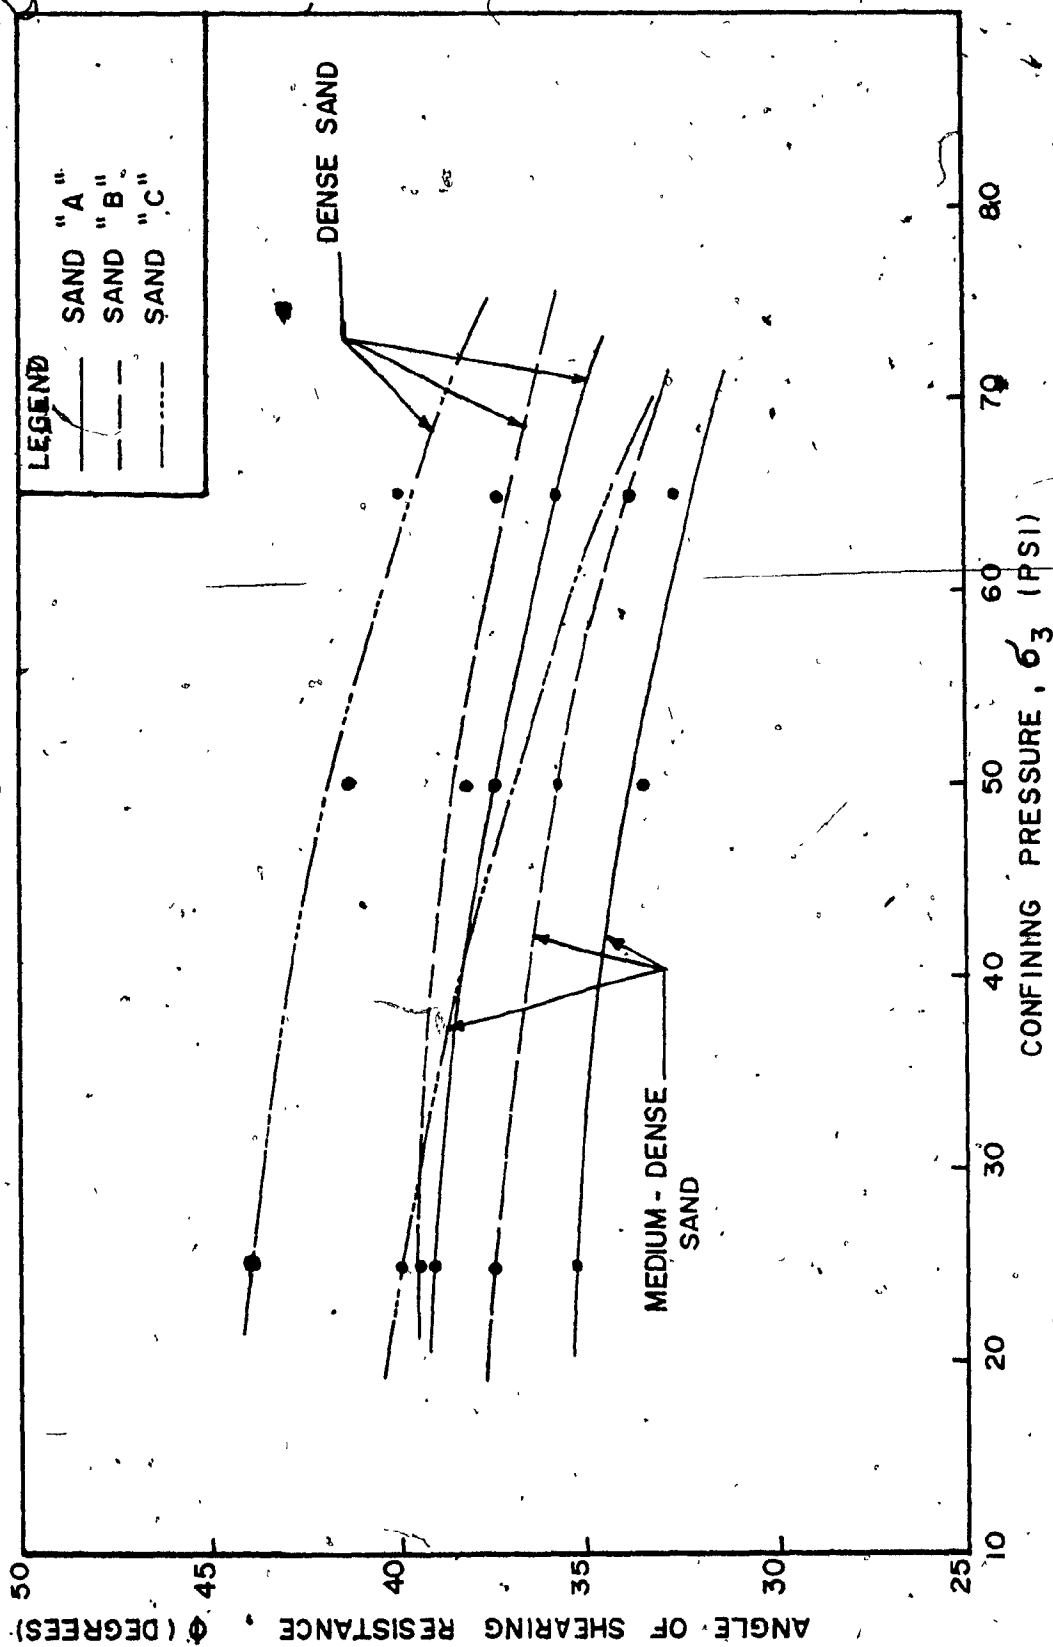 LEGEND
SAND "A"
SAND "B"
SAND "C"
DENSE SAND
MEDIUM-DENSE
SAND
50
45
40
35
30
25
ANGLE OF SHEARING RESISTANCE, Φ (DEGREES)
10
20
30
40
50
60
70
80
CONFINING PRESSURE, σ3 (PSI)